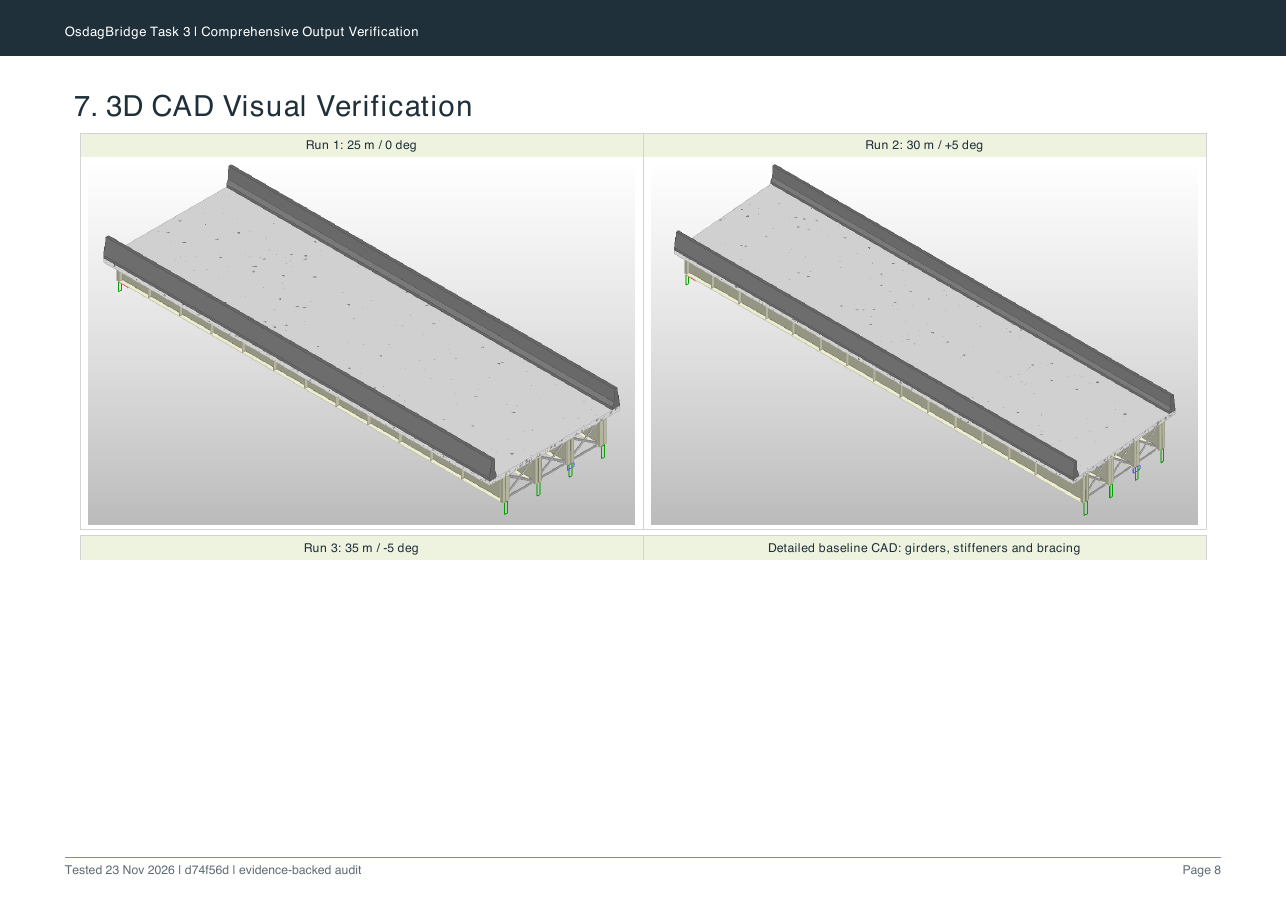 OsdagBridge Task 3 | Comprehensive Output Verification
7. 3D CAD Visual Verification
Run 1: 25 m / 0 deg
Run 2: 30 m / +5 deg
Run 3: 35 m / -5 deg
Detailed baseline CAD: girders, stiffeners and bracing
Tested 23 Nov 2026 | d74f56d | evidence-backed audit
Page 8